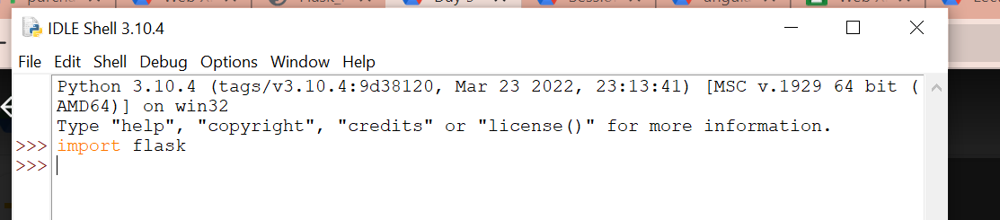 IDLE Shell 3.10.4
File Edit Shell Debug Options Window Help
Python 3.10.4 (tags/v3.10.4:9d38120, Mar 23 2022, 23:13:41) [MSC v.1929 64 bit (
AMD64)] on win32
Type "help", "copyright", "credits" or "license()" for more information.
>>> import flask
>>>